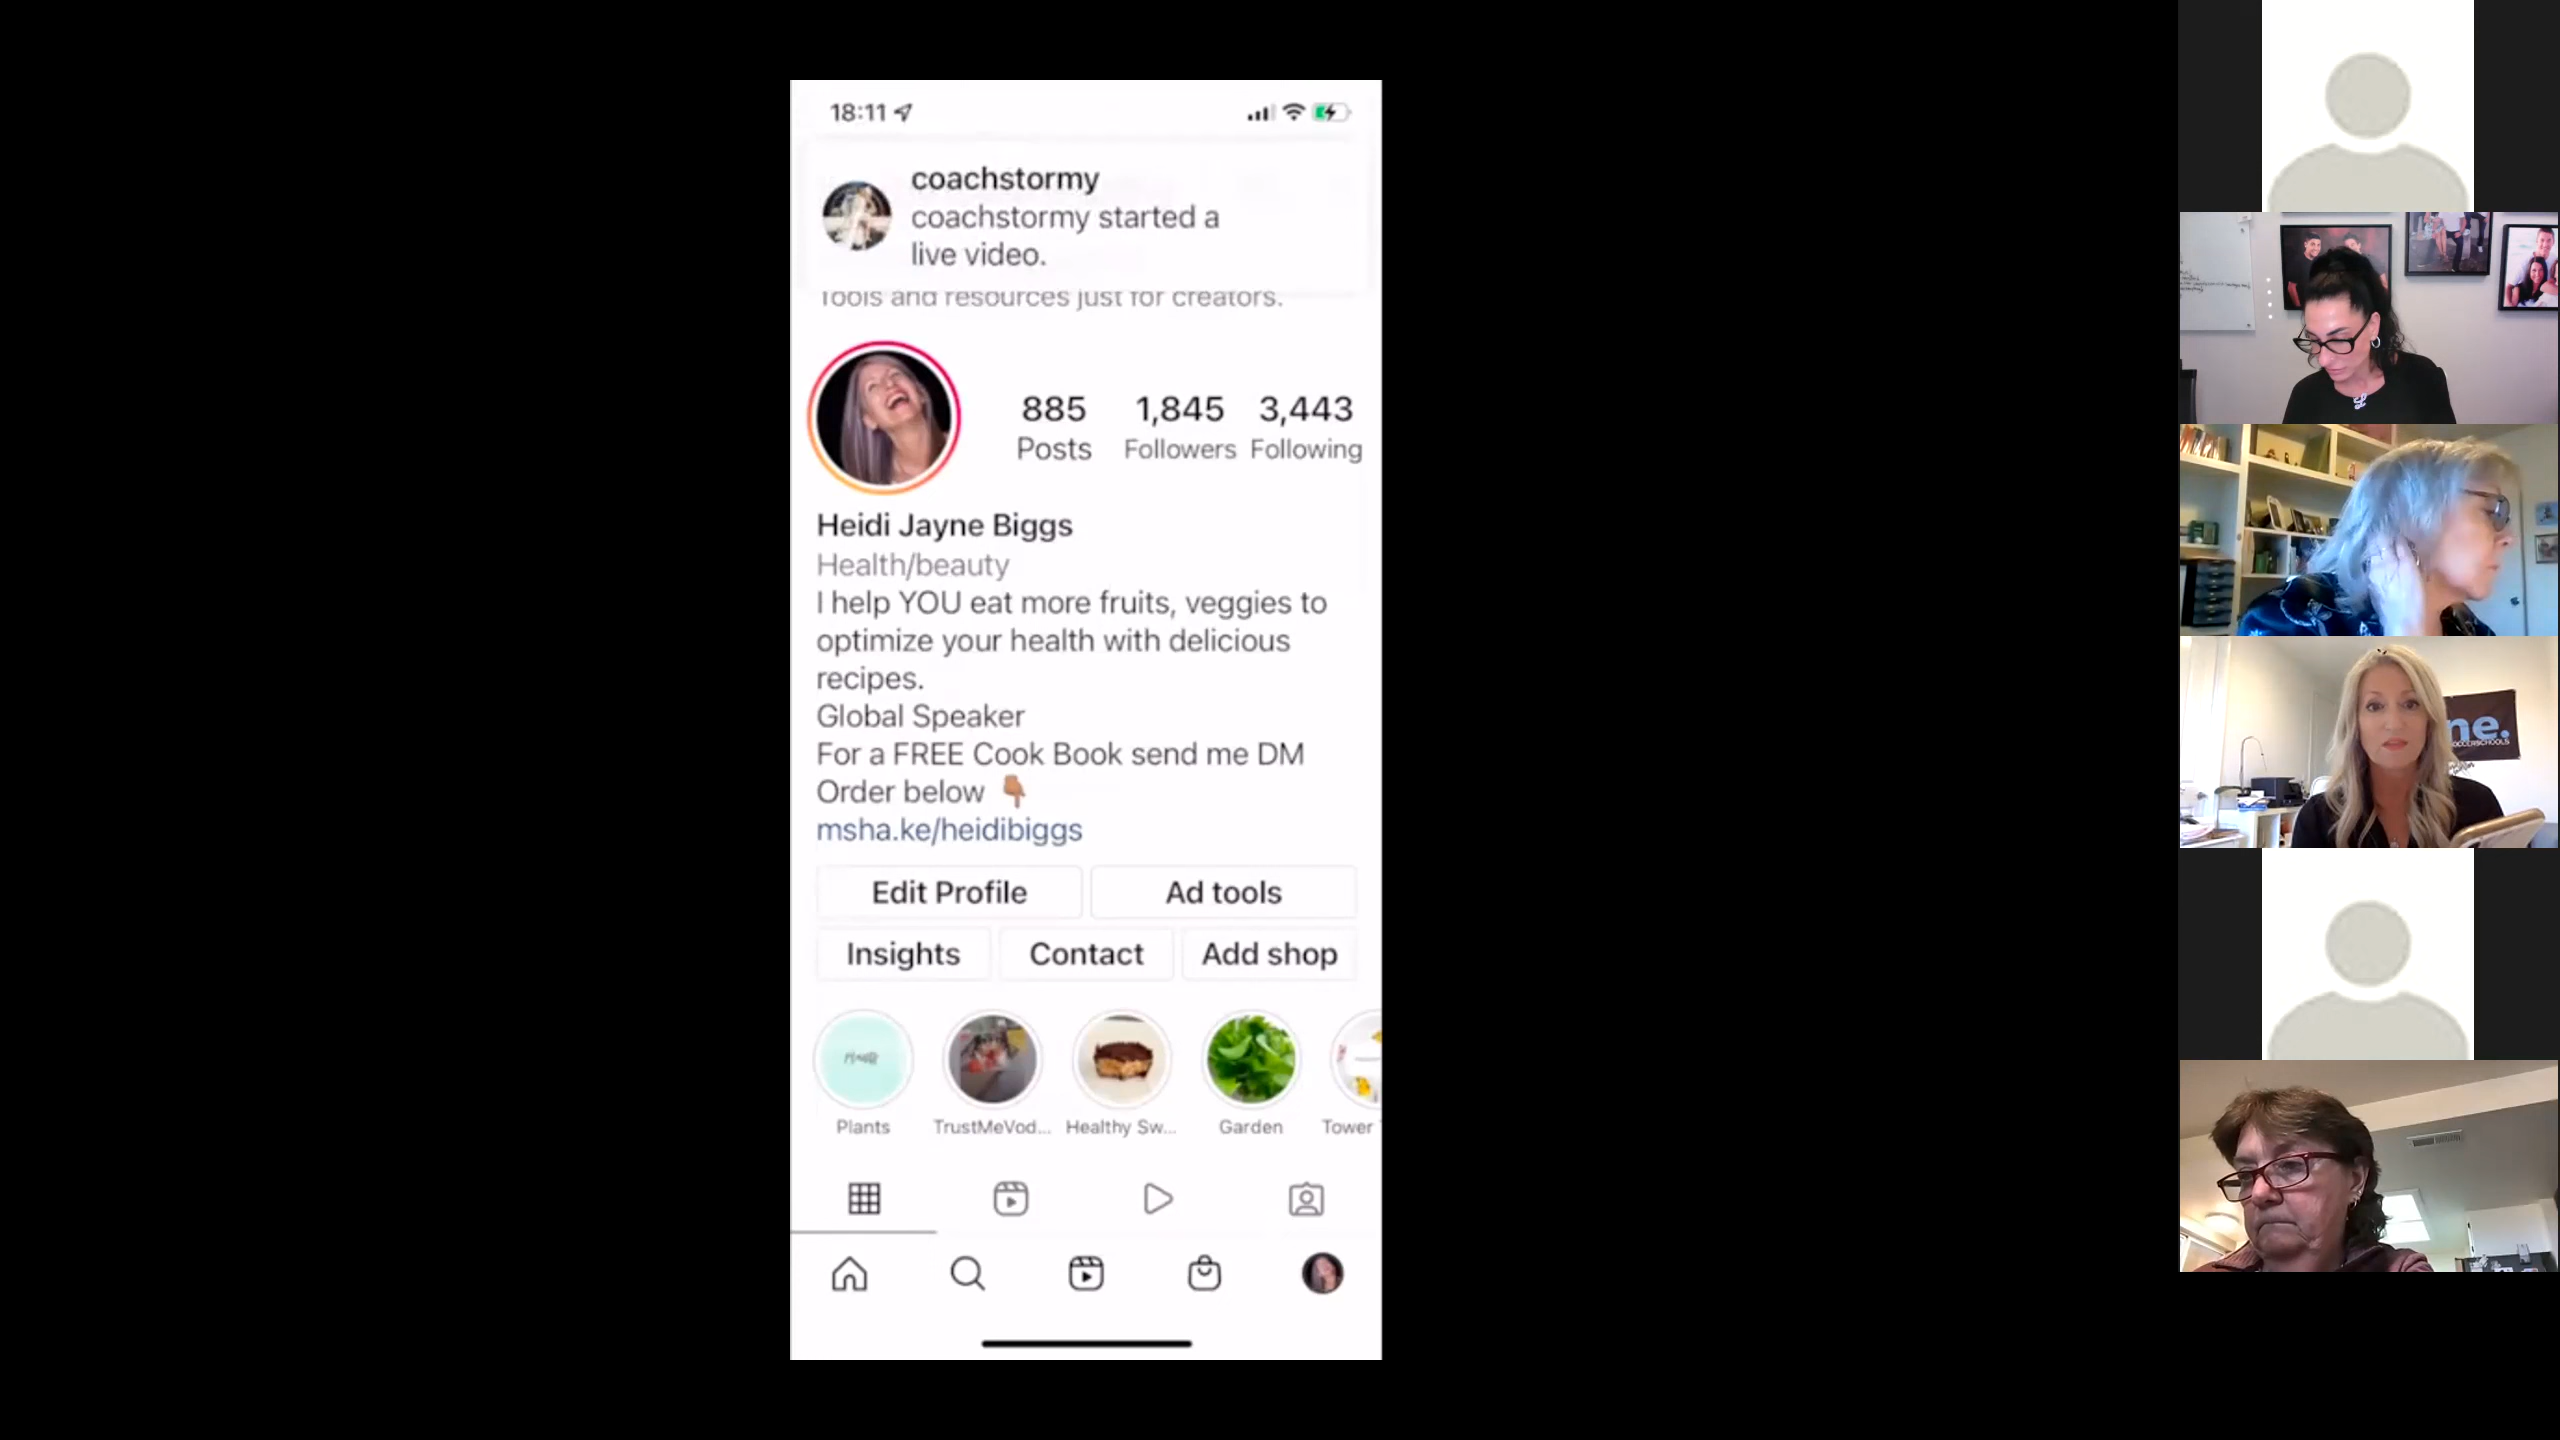 18:11
coachstormy
coachstormy started a
live video.
Tools and resources just for creators.
885
1,845
3,443
Posts
Followers
Following
Heidi Jayne Biggs
Health/beauty
I help YOU eat more fruits, veggies to
optimize your health with delicious
recipes.
Global Speaker
For a FREE Cook Book send me DM
Order below 👇🏽
msha.ke/heidibiggs
Edit Profile
Ad tools
Insights
Contact
Add shop
Plants
TrustMeVod...
Healthy Sw...
Garden
Tower
ne.
OCCERSCHOOLS